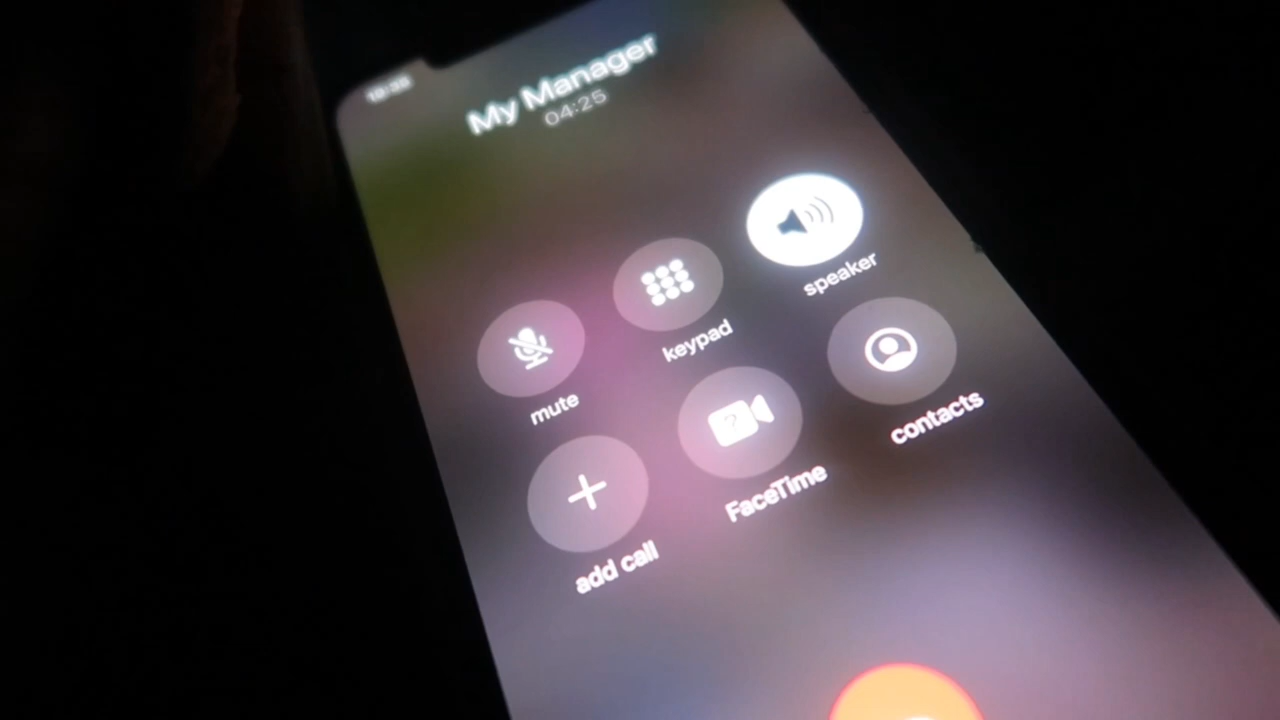 My Manager
04:25
mute
keypad
speaker
add call
FaceTime
contacts